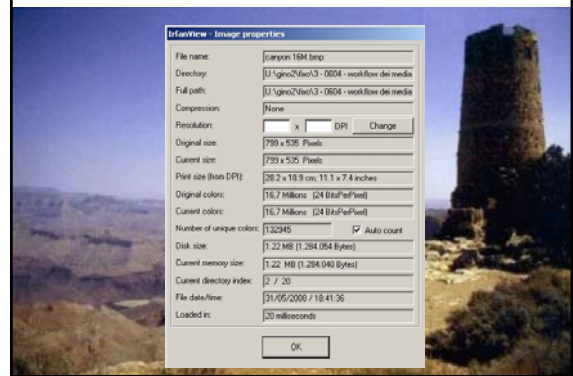 IrfanView - Image properties
File name: canyon 16M.bmp
Directory: U:\gino2\fixo\3 - 0604 - workflow dei media
Full path: U:\gino2\fixo\3 - 0604 - workflow dei media
Compression: None
Resolution: x DPI Change
Original size: 799 x 535 Pixels
Current size: 799 x 535 Pixels
Print size (from DPI): 28.2 x 18.9 cm; 11.1 x 7.4 inches
Original colors: 16,7 Millions (24 BitsPerPixel)
Current colors: 16,7 Millions (24 BitsPerPixel)
Number of unique colors: 132945 Auto count
Disk size: 1.22 MB (1.284.054 Bytes)
Current memory size: 1.22 MB (1.284.040 Bytes)
Current directory index: 2 / 20
File date/time: 31/05/2008 / 18:41:36
Loaded in: 20 milliseconds
OK